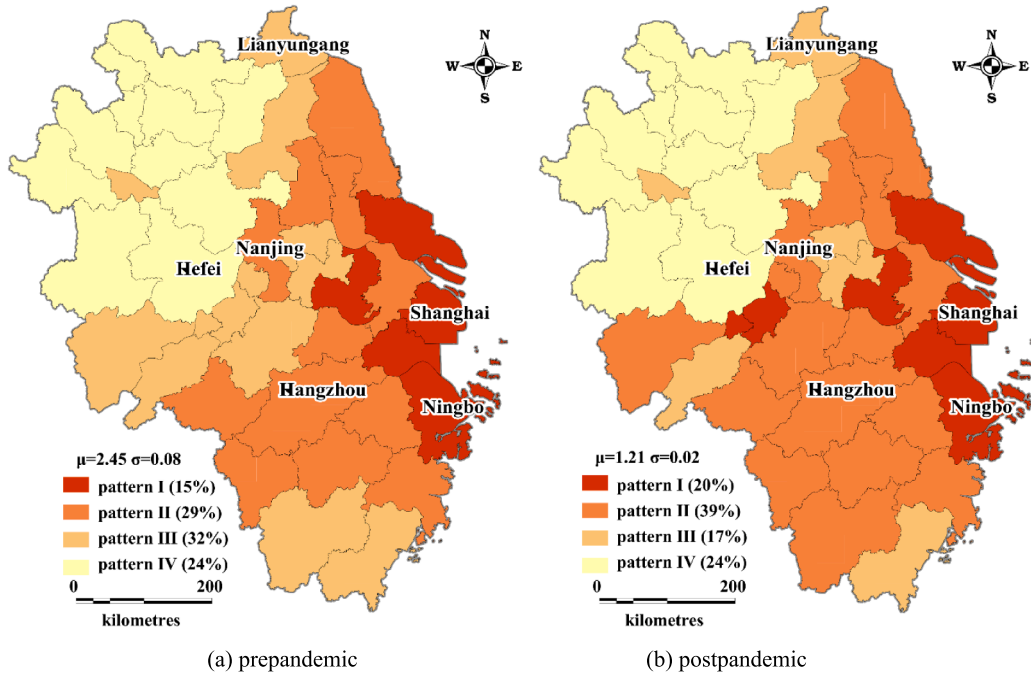 Lianyungang
N
W E
S
Nanjing
Hefei
Shanghai
Hangzhou
Ningbo
μ=2.45 σ=0.08
pattern I (15%)
pattern II (29%)
pattern III (32%)
pattern IV (24%)
0 200
kilometres
(a) prepandemic
Lianyungang
N
W E
S
Nanjing
Hefei
Shanghai
Hangzhou
Ningbo
μ=1.21 σ=0.02
pattern I (20%)
pattern II (39%)
pattern III (17%)
pattern IV (24%)
0 200
kilometres
(b) postpandemic